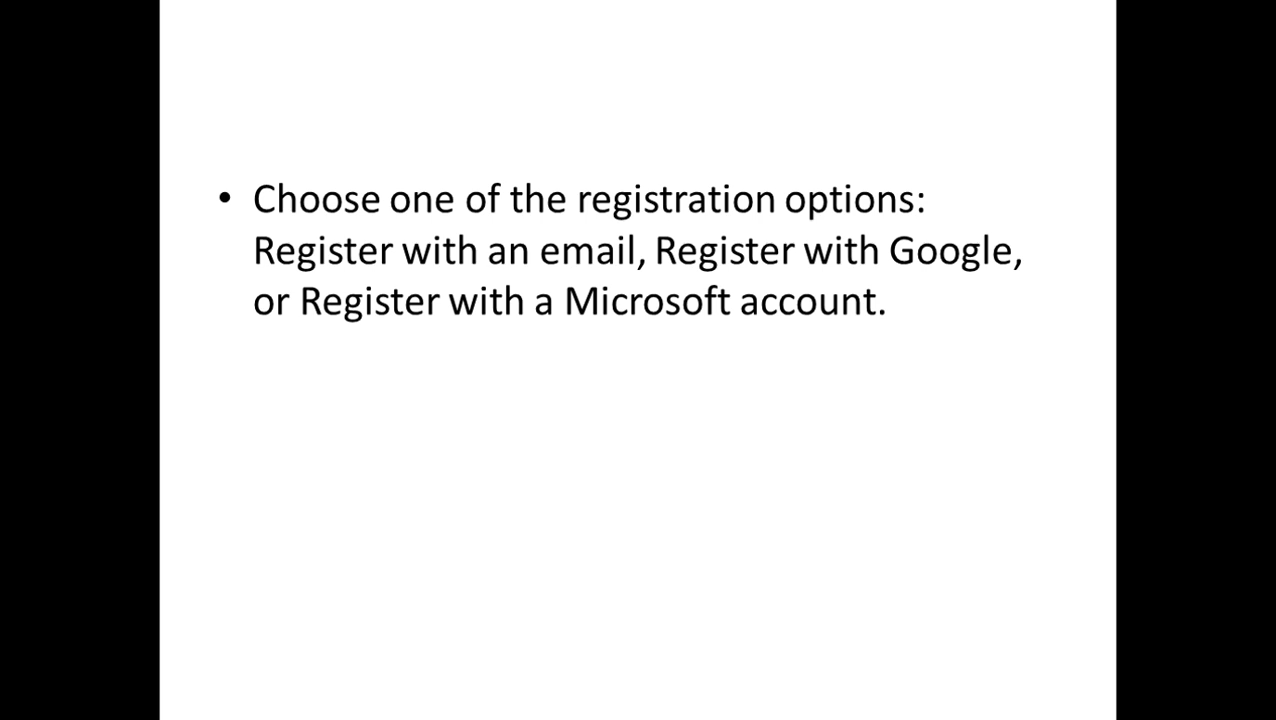 • Choose one of the registration options:
Register with an email, Register with Google,
or Register with a Microsoft account.